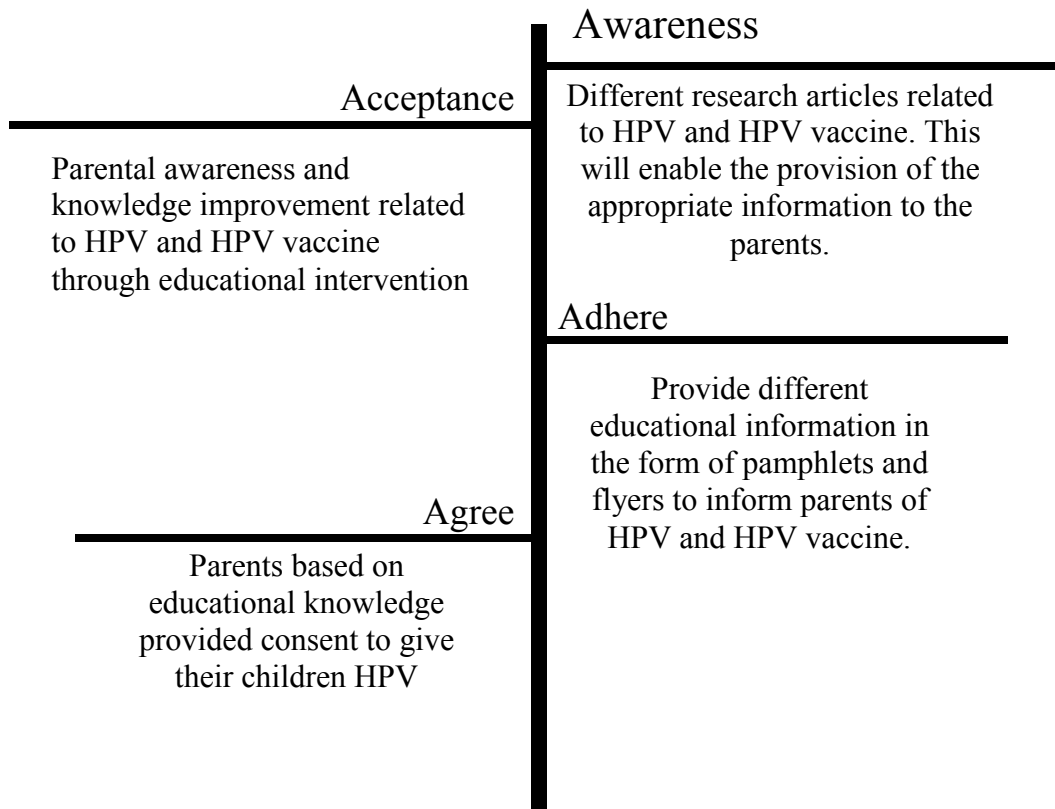 Awareness
Different research articles related
to HPV and HPV vaccine. This
will enable the provision of the
appropriate information to the
parents.
Acceptance
Parental awareness and
knowledge improvement related
to HPV and HPV vaccine
through educational intervention
Adhere
Provide different
educational information in
the form of pamphlets and
flyers to inform parents of
HPV and HPV vaccine.
Agree
Parents based on
educational knowledge
provided consent to give
their children HPV